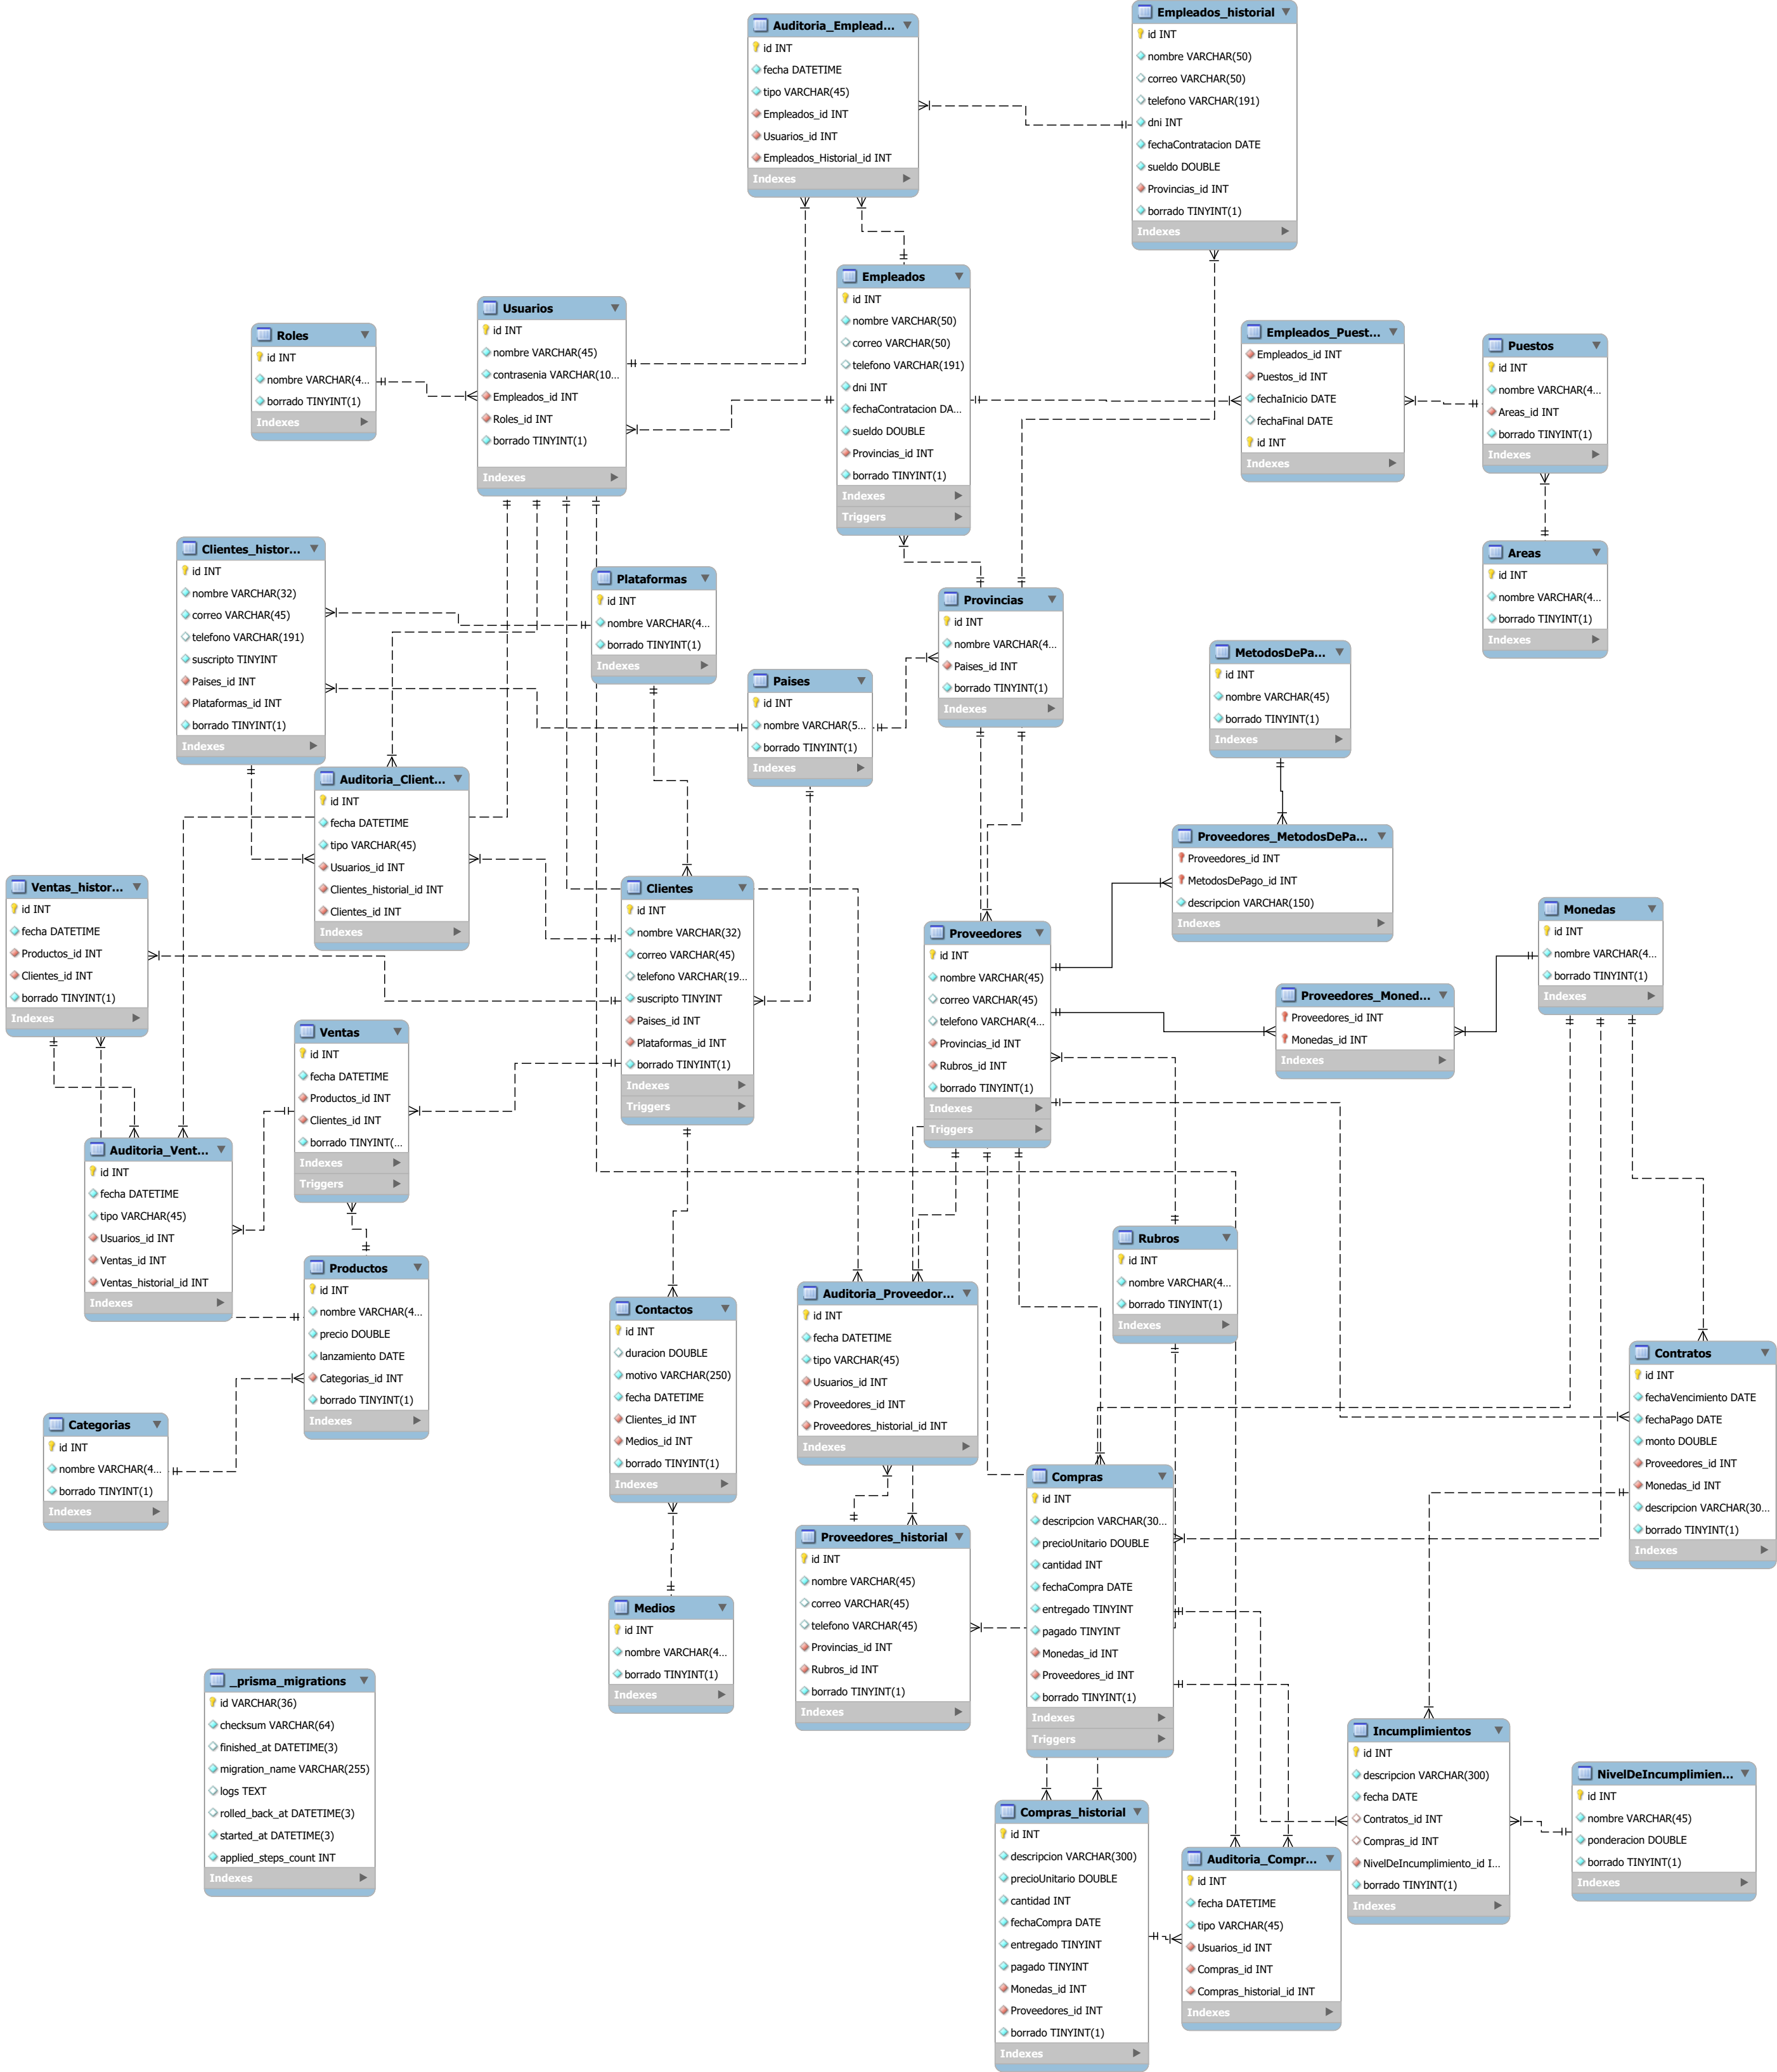 Auditoria_Emplead...
id INT
fecha DATETIME
tipo VARCHAR(45)
Empleados_id INT
Usuarios_id INT
Empleados_Historial_id INT
Indexes
Empleados_historial
id INT
nombre VARCHAR(50)
correo VARCHAR(50)
telefono VARCHAR(191)
dni INT
fechaContratacion DATE
sueldo DOUBLE
Provincias_id INT
borrado TINYINT(1)
Indexes
Empleados
id INT
nombre VARCHAR(50)
correo VARCHAR(50)
telefono VARCHAR(191)
dni INT
fechaContratacion DA...
sueldo DOUBLE
Provincias_id INT
borrado TINYINT(1)
Indexes
Triggers
Usuarios
id INT
nombre VARCHAR(45)
contrasenia VARCHAR(10...
Empleados_id INT
Roles_id INT
borrado TINYINT(1)
Indexes
Roles
id INT
nombre VARCHAR(4...
borrado TINYINT(1)
Indexes
Empleados_Puest...
Empleados_id INT
Puestos_id INT
fechaInicio DATE
fechaFinal DATE
id INT
Indexes
Puestos
id INT
nombre VARCHAR(4...
Areas_id INT
borrado TINYINT(1)
Indexes
Areas
id INT
nombre VARCHAR(4...
borrado TINYINT(1)
Indexes
Clientes_histor...
id INT
nombre VARCHAR(32)
correo VARCHAR(45)
telefono VARCHAR(191)
suscripto TINYINT
Paises_id INT
Plataformas_id INT
borrado TINYINT(1)
Indexes
Plataformas
id INT
nombre VARCHAR(4...
borrado TINYINT(1)
Indexes
Provincias
id INT
nombre VARCHAR(4...
Paises_id INT
borrado TINYINT(1)
Indexes
Paises
id INT
nombre VARCHAR(5...
borrado TINYINT(1)
Indexes
MetodosDePa...
id INT
nombre VARCHAR(45)
borrado TINYINT(1)
Indexes
Auditoria_Client...
id INT
fecha DATETIME
tipo VARCHAR(45)
Usuarios_id INT
Clientes_historial_id INT
Clientes_id INT
Indexes
Proveedores_MetodosDePa...
Proveedores_id INT
MetodosDePago_id INT
descripcion VARCHAR(150)
Indexes
Ventas_histor...
id INT
fecha DATETIME
Productos_id INT
Clientes_id INT
borrado TINYINT(1)
Indexes
Clientes
id INT
nombre VARCHAR(32)
correo VARCHAR(45)
telefono VARCHAR(19...
suscripto TINYINT
Paises_id INT
Plataformas_id INT
borrado TINYINT(1)
Indexes
Triggers
Proveedores
id INT
nombre VARCHAR(45)
correo VARCHAR(45)
telefono VARCHAR(4...
Provincias_id INT
Rubros_id INT
borrado TINYINT(1)
Indexes
Triggers
Monedas
id INT
nombre VARCHAR(4...
borrado TINYINT(1)
Indexes
Proveedores_Moned...
Proveedores_id INT
Monedas_id INT
Indexes
Ventas
id INT
fecha DATETIME
Productos_id INT
Clientes_id INT
borrado TINYINT(...
Indexes
Triggers
Auditoria_Vent...
id INT
fecha DATETIME
tipo VARCHAR(45)
Usuarios_id INT
Ventas_id INT
Ventas_historial_id INT
Indexes
Productos
id INT
nombre VARCHAR(4...
precio DOUBLE
lanzamiento DATE
Categorias_id INT
borrado TINYINT(1)
Indexes
Categorias
id INT
nombre VARCHAR(4...
borrado TINYINT(1)
Indexes
Contactos
id INT
duracion DOUBLE
motivo VARCHAR(250)
fecha DATETIME
Clientes_id INT
Medios_id INT
borrado TINYINT(1)
Indexes
Auditoria_Proveedor...
id INT
fecha DATETIME
tipo VARCHAR(45)
Usuarios_id INT
Proveedores_id INT
Proveedores_historial_id INT
Indexes
Rubros
id INT
nombre VARCHAR(4...
borrado TINYINT(1)
Indexes
Contratos
id INT
fechaVencimiento DATE
fechaPago DATE
monto DOUBLE
Proveedores_id INT
Monedas_id INT
descripcion VARCHAR(30...
borrado TINYINT(1)
Indexes
Compras
id INT
descripcion VARCHAR(30...
precioUnitario DOUBLE
cantidad INT
fechaCompra DATE
entregado TINYINT
pagado TINYINT
Monedas_id INT
Proveedores_id INT
borrado TINYINT(1)
Indexes
Triggers
Proveedores_historial
id INT
nombre VARCHAR(45)
correo VARCHAR(45)
telefono VARCHAR(45)
Provincias_id INT
Rubros_id INT
borrado TINYINT(1)
Indexes
Medios
id INT
nombre VARCHAR(4...
borrado TINYINT(1)
Indexes
_prisma_migrations
id VARCHAR(36)
checksum VARCHAR(64)
finished_at DATETIME(3)
migration_name VARCHAR(255)
logs TEXT
rolled_back_at DATETIME(3)
started_at DATETIME(3)
applied_steps_count INT
Indexes
Incumplimientos
id INT
descripcion VARCHAR(300)
fecha DATE
Contratos_id INT
Compras_id INT
NivelDeIncumplimiento_id I...
borrado TINYINT(1)
Indexes
NivelDeIncumplimien...
id INT
nombre VARCHAR(45)
ponderacion DOUBLE
borrado TINYINT(1)
Indexes
Compras_historial
id INT
descripcion VARCHAR(300)
precioUnitario DOUBLE
cantidad INT
fechaCompra DATE
entregado TINYINT
pagado TINYINT
Monedas_id INT
Proveedores_id INT
borrado TINYINT(1)
Indexes
Auditoria_Compr...
id INT
fecha DATETIME
tipo VARCHAR(45)
Usuarios_id INT
Compras_id INT
Compras_historial_id INT
Indexes